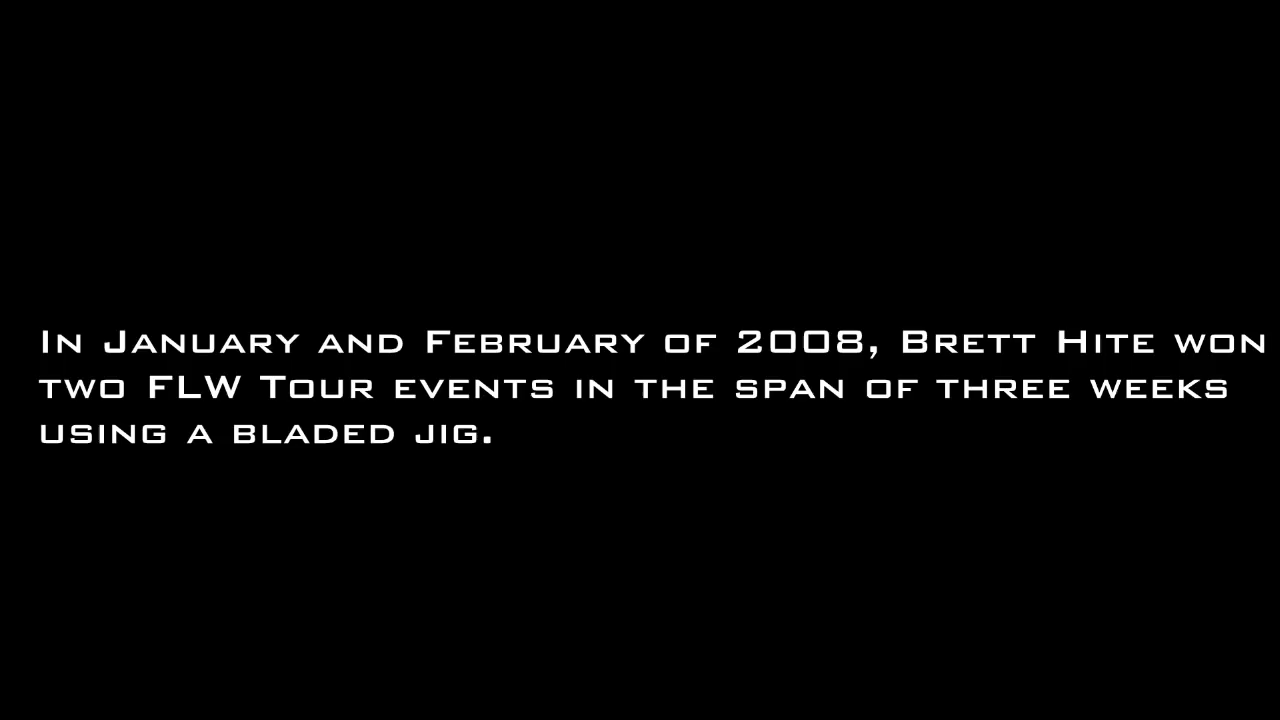 In January and February of 2008, Brett Hite won
two FLW Tour events in the span of three weeks
using a bladed jig.